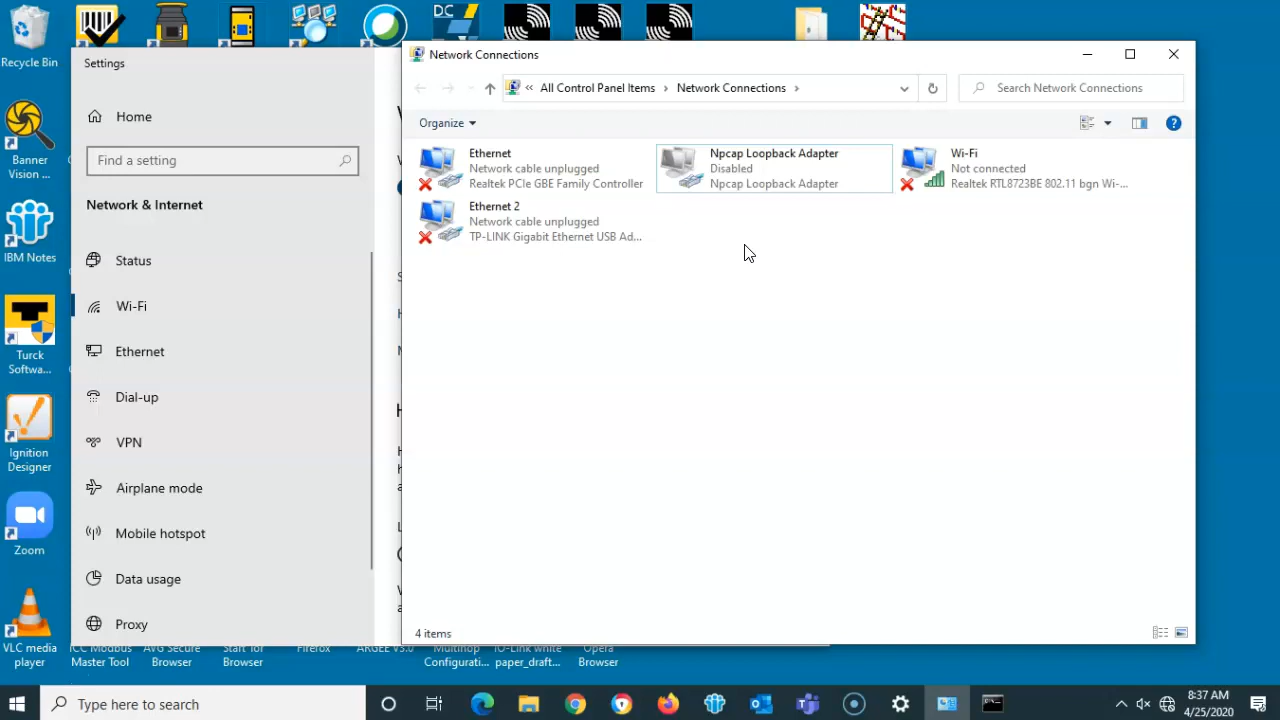 Recycle Bin
DC
Settings
Home
Find a setting
Network & Internet
Status
Wi-Fi
Ethernet
Dial-up
VPN
Airplane mode
Mobile hotspot
Data usage
Proxy
Network Connections
« All Control Panel Items › Network Connections ›
Search Network Connections
Organize
Ethernet
Network cable unplugged
Realtek PCIe GBE Family Controller
Npcap Loopback Adapter
Disabled
Npcap Loopback Adapter
Wi-Fi
Not connected
Realtek RTL8723BE 802.11 bgn Wi-...
Ethernet 2
Network cable unplugged
TP-LINK Gigabit Ethernet USB Ad...
4 items
Banner
Vision ...
IBM Notes
Turck
Softwa...
Ignition
Designer
Zoom
VLC media
player
ICC Modbus
Master Tool
AVG Secure
Browser
Start Tor
Browser
Firefox
ARGEE V3.0
Multihop
Configurati...
IO-Link white
paper_draft...
Opera
Browser
Type here to search
8:37 AM
4/25/2020